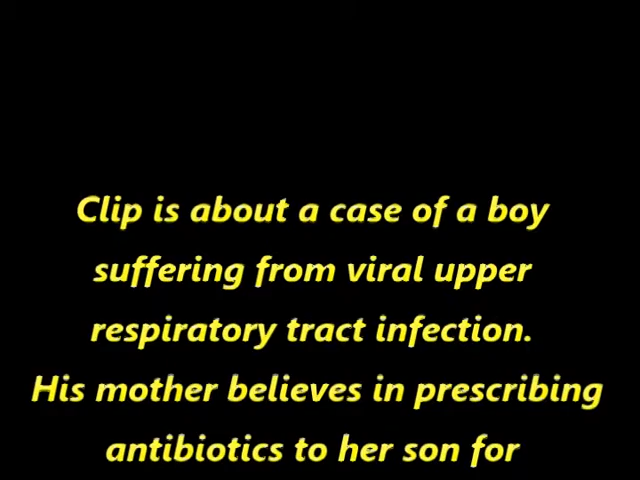 Clip is about a case of a boy
suffering from viral upper
respiratory tract infection.
His mother believes in prescribing
antibiotics to her son for